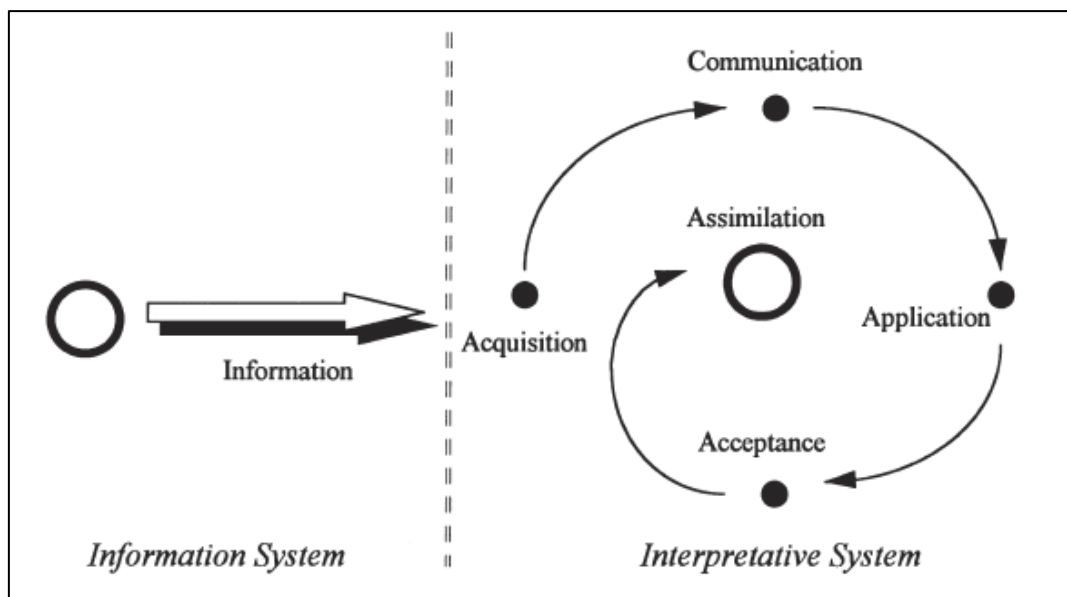 Communication
Assimilation
Application
Acquisition
Information
Acceptance
Information System
Interpretative System